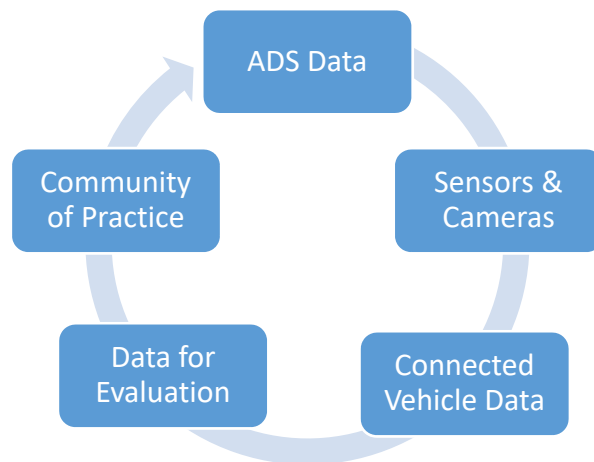 ADS Data
Sensors &
Cameras
Connected
Vehicle Data
Data for
Evaluation
Community
of Practice